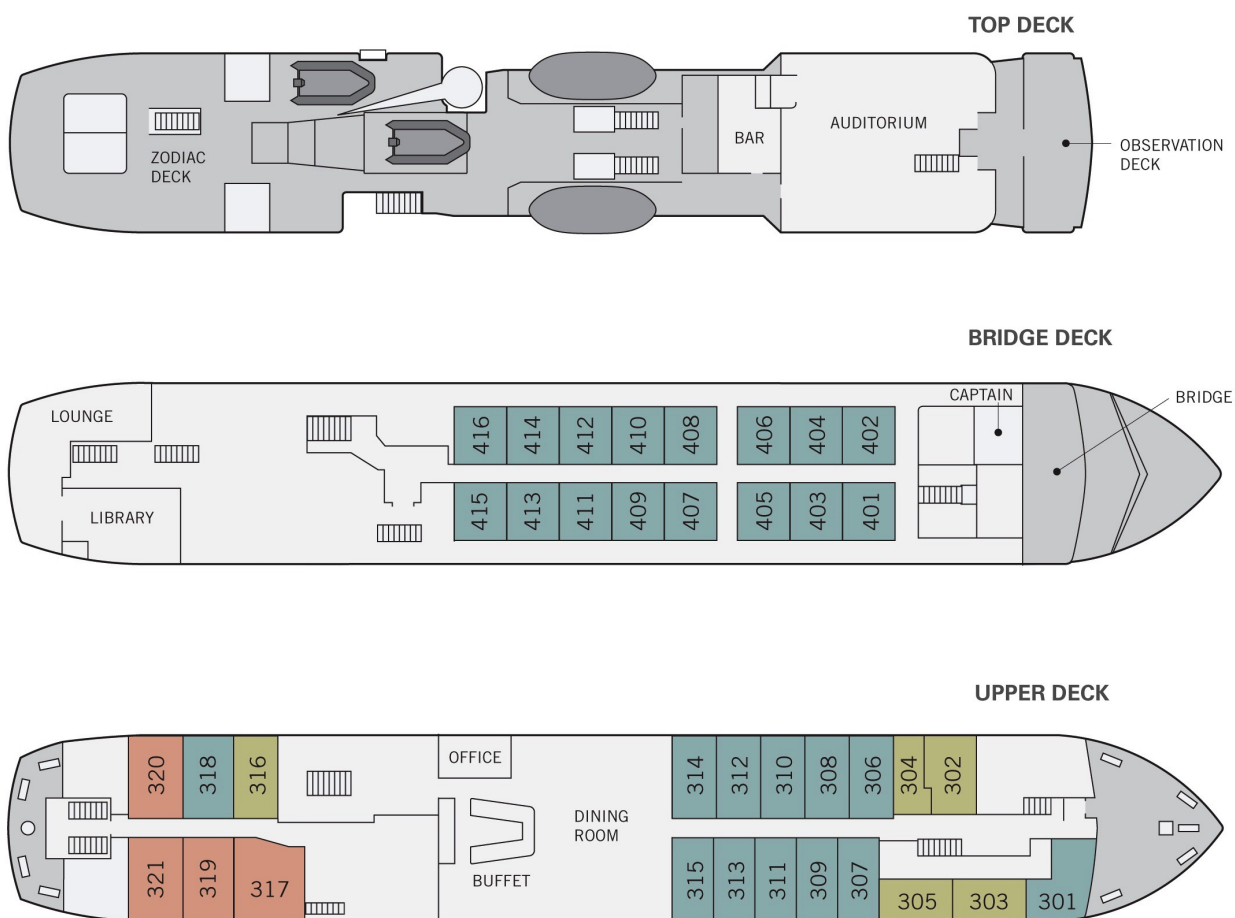 TOP DECK
ZODIAC
DECK
BAR
AUDITORIUM
OBSERVATION
DECK
BRIDGE DECK
LOUNGE
LIBRARY
CAPTAIN
BRIDGE
416
414
412
410
408
406
404
402
415
413
411
409
407
405
403
401
UPPER DECK
320
318
316
OFFICE
314
312
310
308
306
304
302
DINING
ROOM
BUFFET
321
319
317
315
313
311
309
307
305
303
301